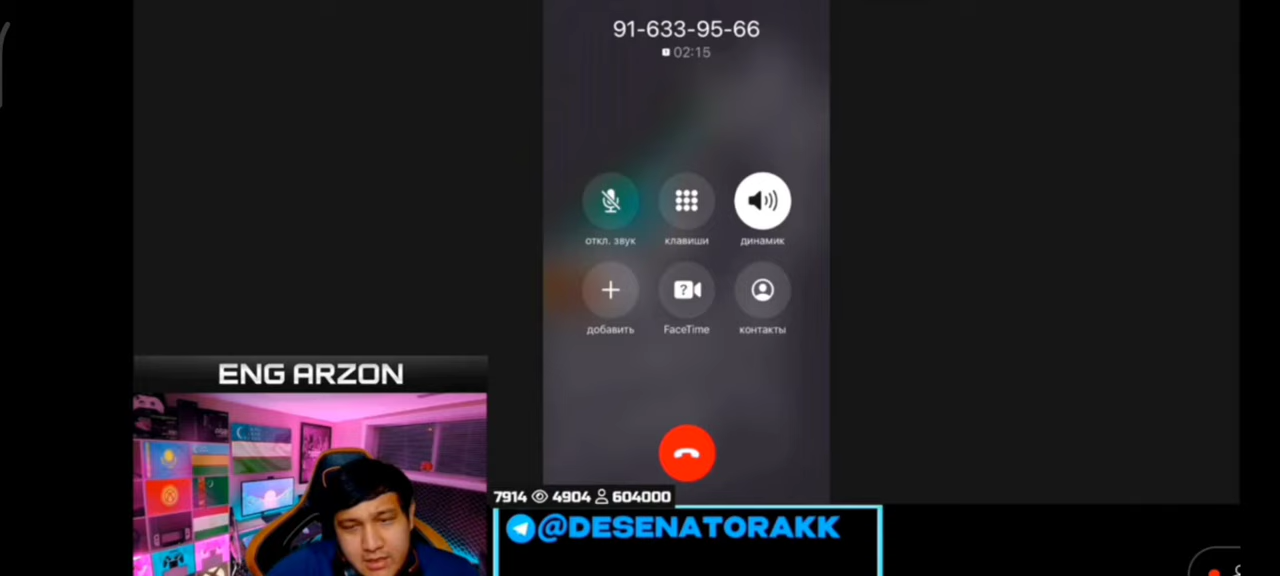 91-633-95-66
02:15
откл. звук
клавиши
динамик
добавить
FaceTime
контакты
ENG ARZON
7914 4904 604000
@DESENATORAKK